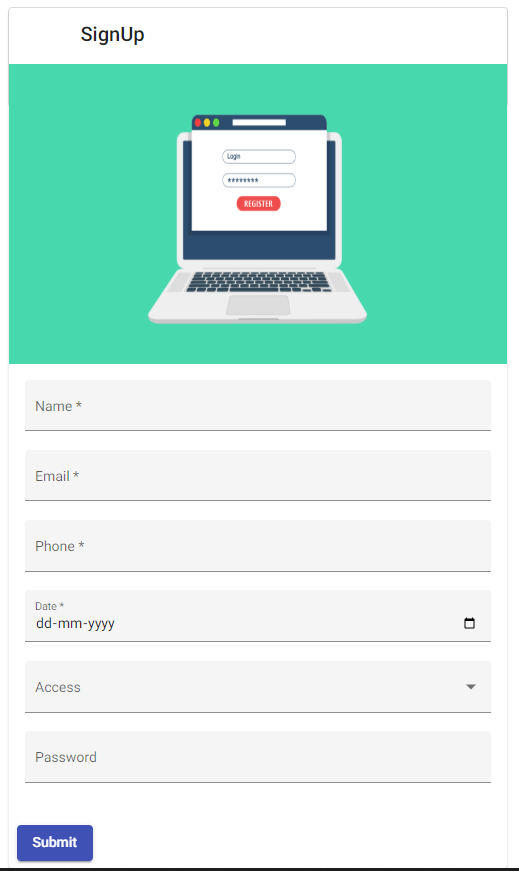 SignUp
Login
********
REGISTER
Name *
Email *
Phone *
Date *
dd-mm-yyyy
Access
Password
Submit